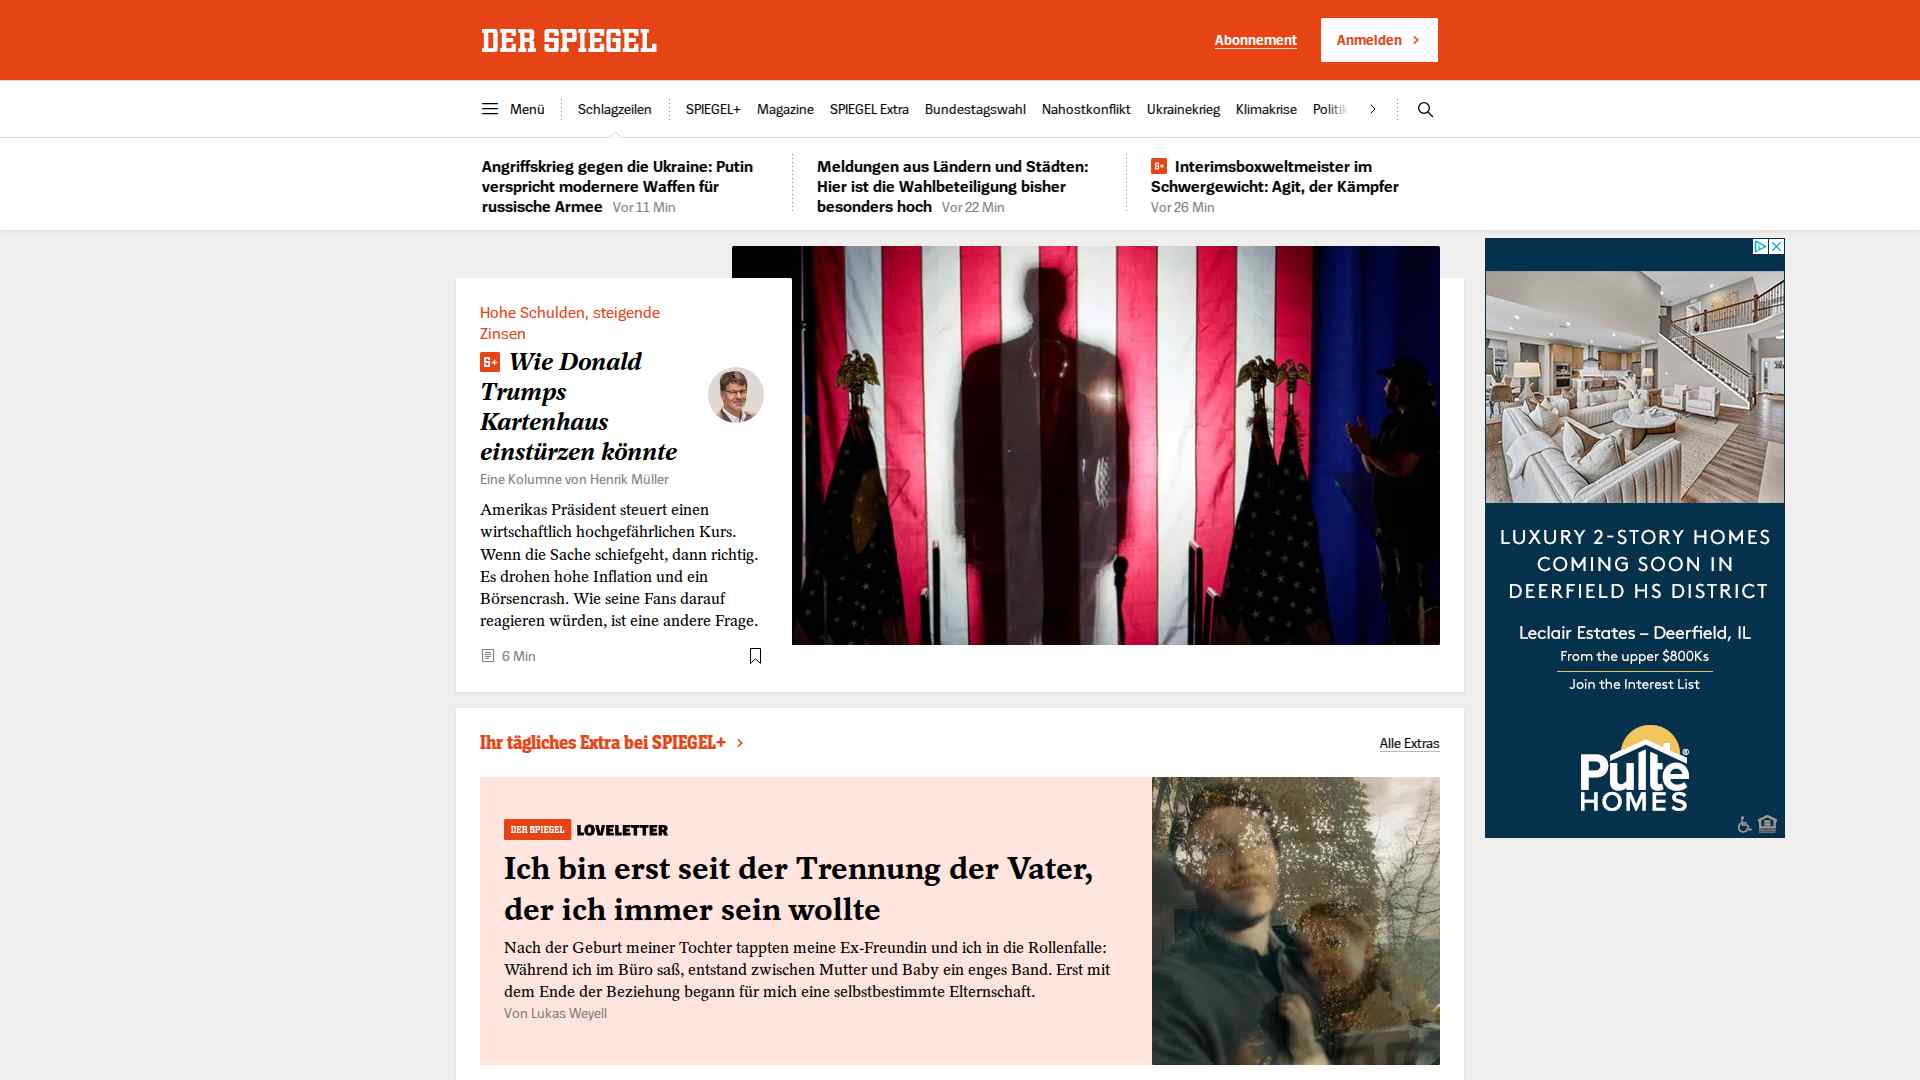 DER SPIEGEL
Abonnement
Anmelden
Menü
Schlagzeilen
SPIEGEL+
Magazine
SPIEGEL Extra
Bundestagswahl
Nahostkonflikt
Ukrainekrieg
Klimakrise
Politik
Angriffskrieg gegen die Ukraine: Putin
verspricht modernere Waffen für
russische Armee Vor 11 Min
Meldungen aus Ländern und Städten:
Hier ist die Wahlbeteiligung bisher
besonders hoch Vor 22 Min
S+ Interimsboxweltmeister im
Schwergewicht: Agit, der Kämpfer
Vor 26 Min
Hohe Schulden, steigende
Zinsen
S+ Wie Donald
Trumps
Kartenhaus
einstürzen könnte
Eine Kolumne von Henrik Müller
Amerikas Präsident steuert einen
wirtschaftlich hochgefährlichen Kurs.
Wenn die Sache schiefgeht, dann richtig.
Es drohen hohe Inflation und ein
Börsencrash. Wie seine Fans darauf
reagieren würden, ist eine andere Frage.
6 Min
LUXURY 2-STORY HOMES
COMING SOON IN
DEERFIELD HS DISTRICT
Leclair Estates – Deerfield, IL
From the upper $800Ks
Join the Interest List
Pulte®
HOMES
Ihr tägliches Extra bei SPIEGEL+
Alle Extras
DER SPIEGEL LOVELETTER
Ich bin erst seit der Trennung der Vater,
der ich immer sein wollte
Nach der Geburt meiner Tochter tappten meine Ex-Freundin und ich in die Rollenfalle:
Während ich im Büro saß, entstand zwischen Mutter und Baby ein enges Band. Erst mit
dem Ende der Beziehung begann für mich eine selbstbestimmte Elternschaft.
Von Lukas Weyell